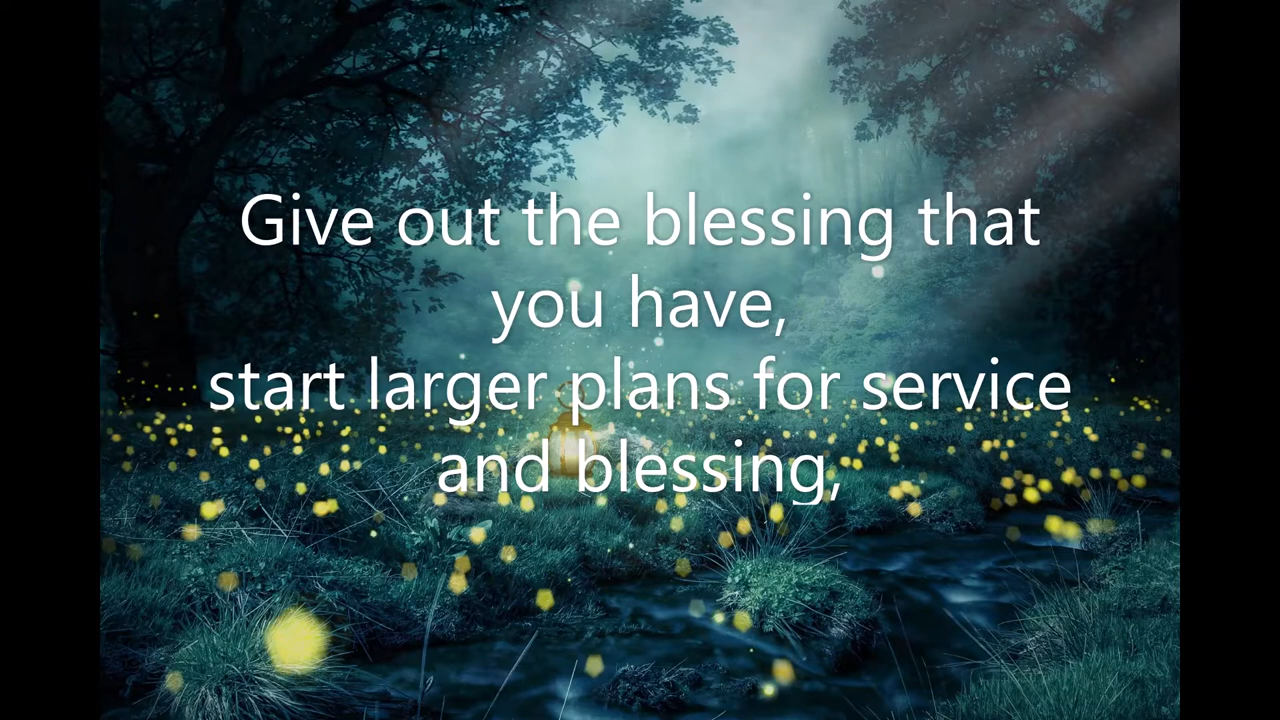 Give out the blessing that
you have,
start larger plans for service
and blessing,